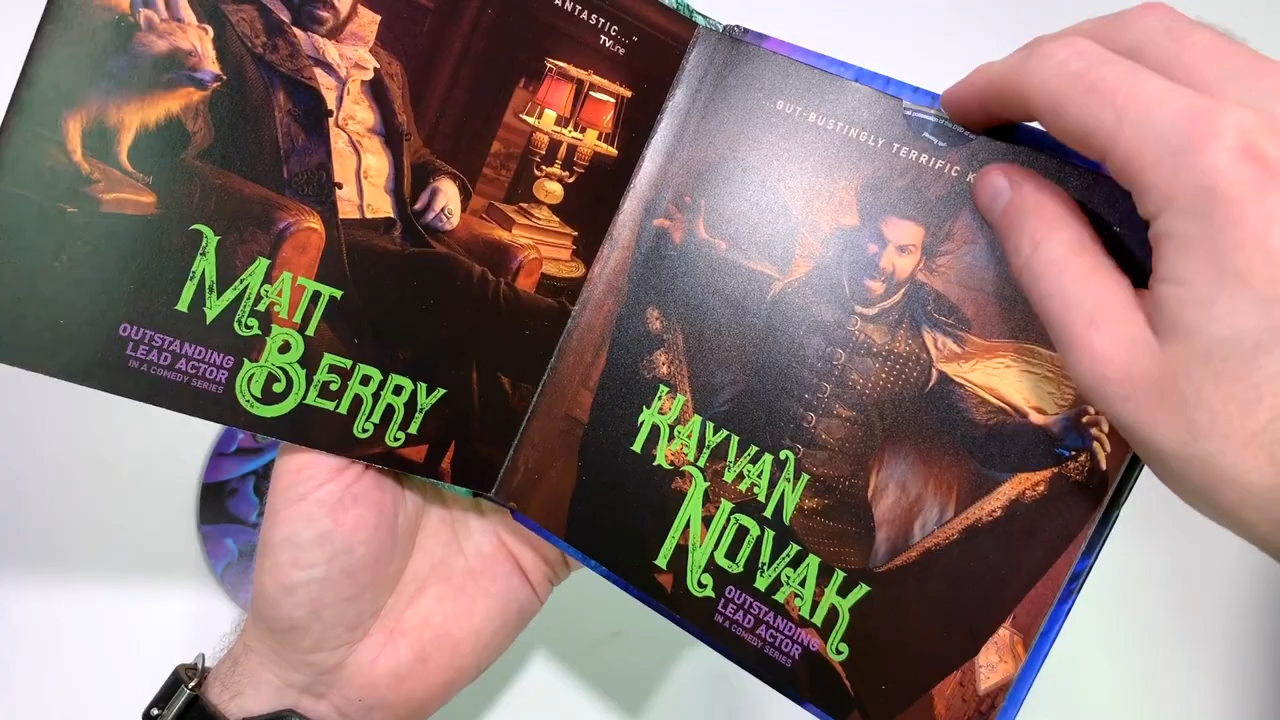 ANTASTIC..."
TVLine
MATT
BERRY
OUTSTANDING
LEAD ACTOR
IN A COMEDY SERIES
GUT-BUSTINGLY TERRIFIC K
KAYVAN
NOVAK
OUTSTANDING
LEAD ACTOR
IN A COMEDY SERIES